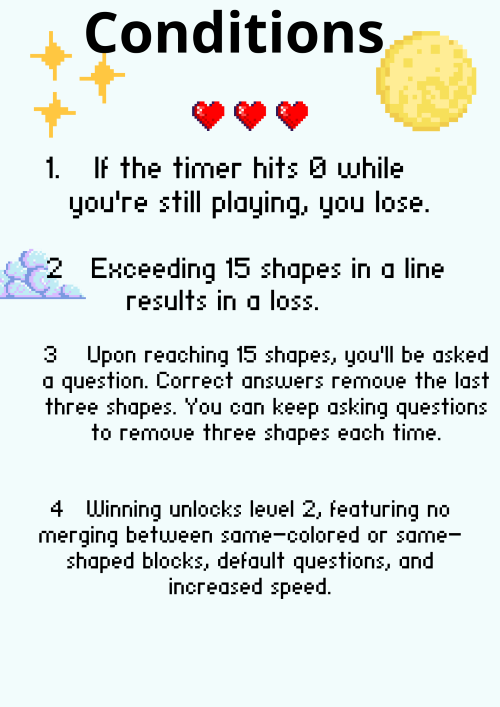 Conditions
1. If the timer hits 0 while
you're still playing, you lose.
2 Exceeding 15 shapes in a line
results in a loss.
3 Upon reaching 15 shapes, you'll be asked
a question. Correct answers remove the last
three shapes. You can keep asking questions
to remove three shapes each time.
4 Winning unlocks level 2, featuring no
merging between same-colored or same-
shaped blocks, default questions, and
increased speed.